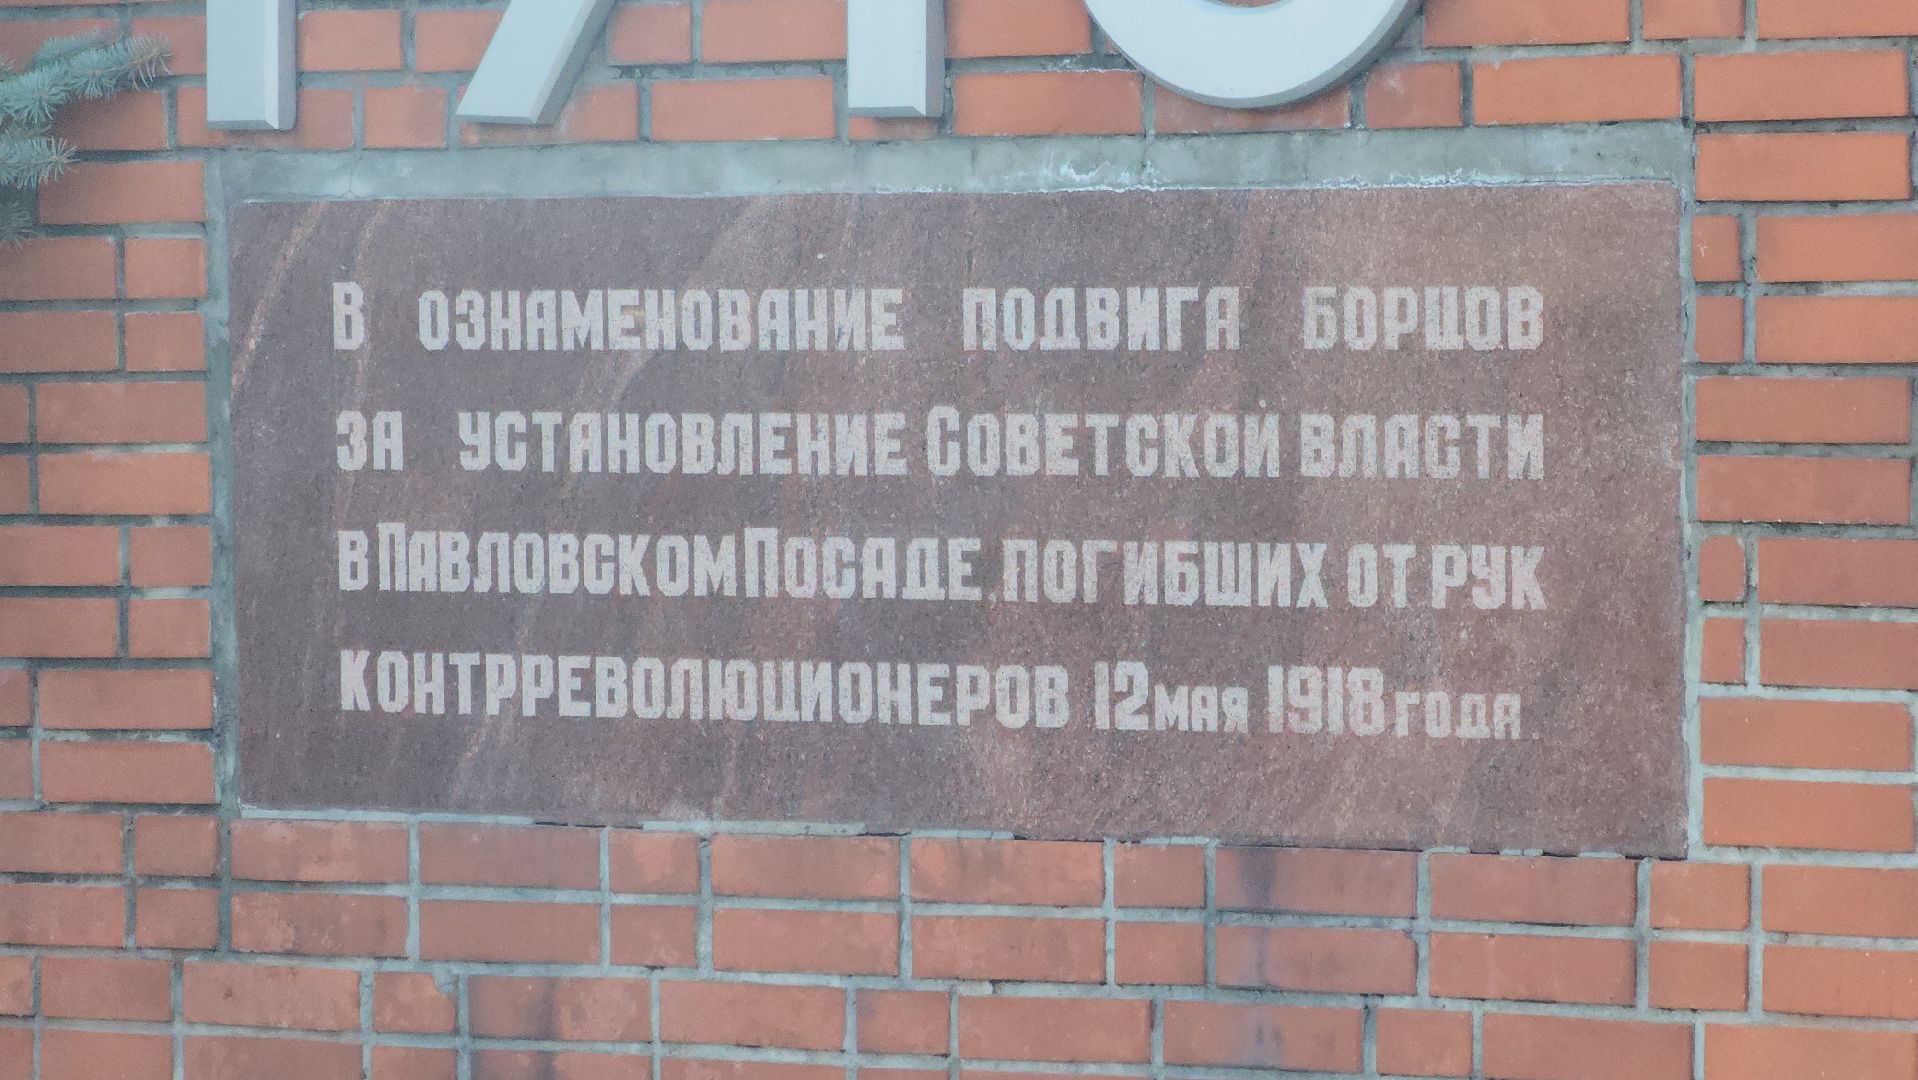 В ОЗНАМЕНОВАНИЕ ПОДВИГА БОРЦОВ
ЗА УСТАНОВЛЕНИЕ СОВЕТСКОЙ ВЛАСТИ
В ПАВЛОВСКОМ ПОСАДЕ, ПОГИБШИХ ОТ РУК
КОНТРРЕВОЛЮЦИОНЕРОВ 12 МАЯ 1918 ГОДА.